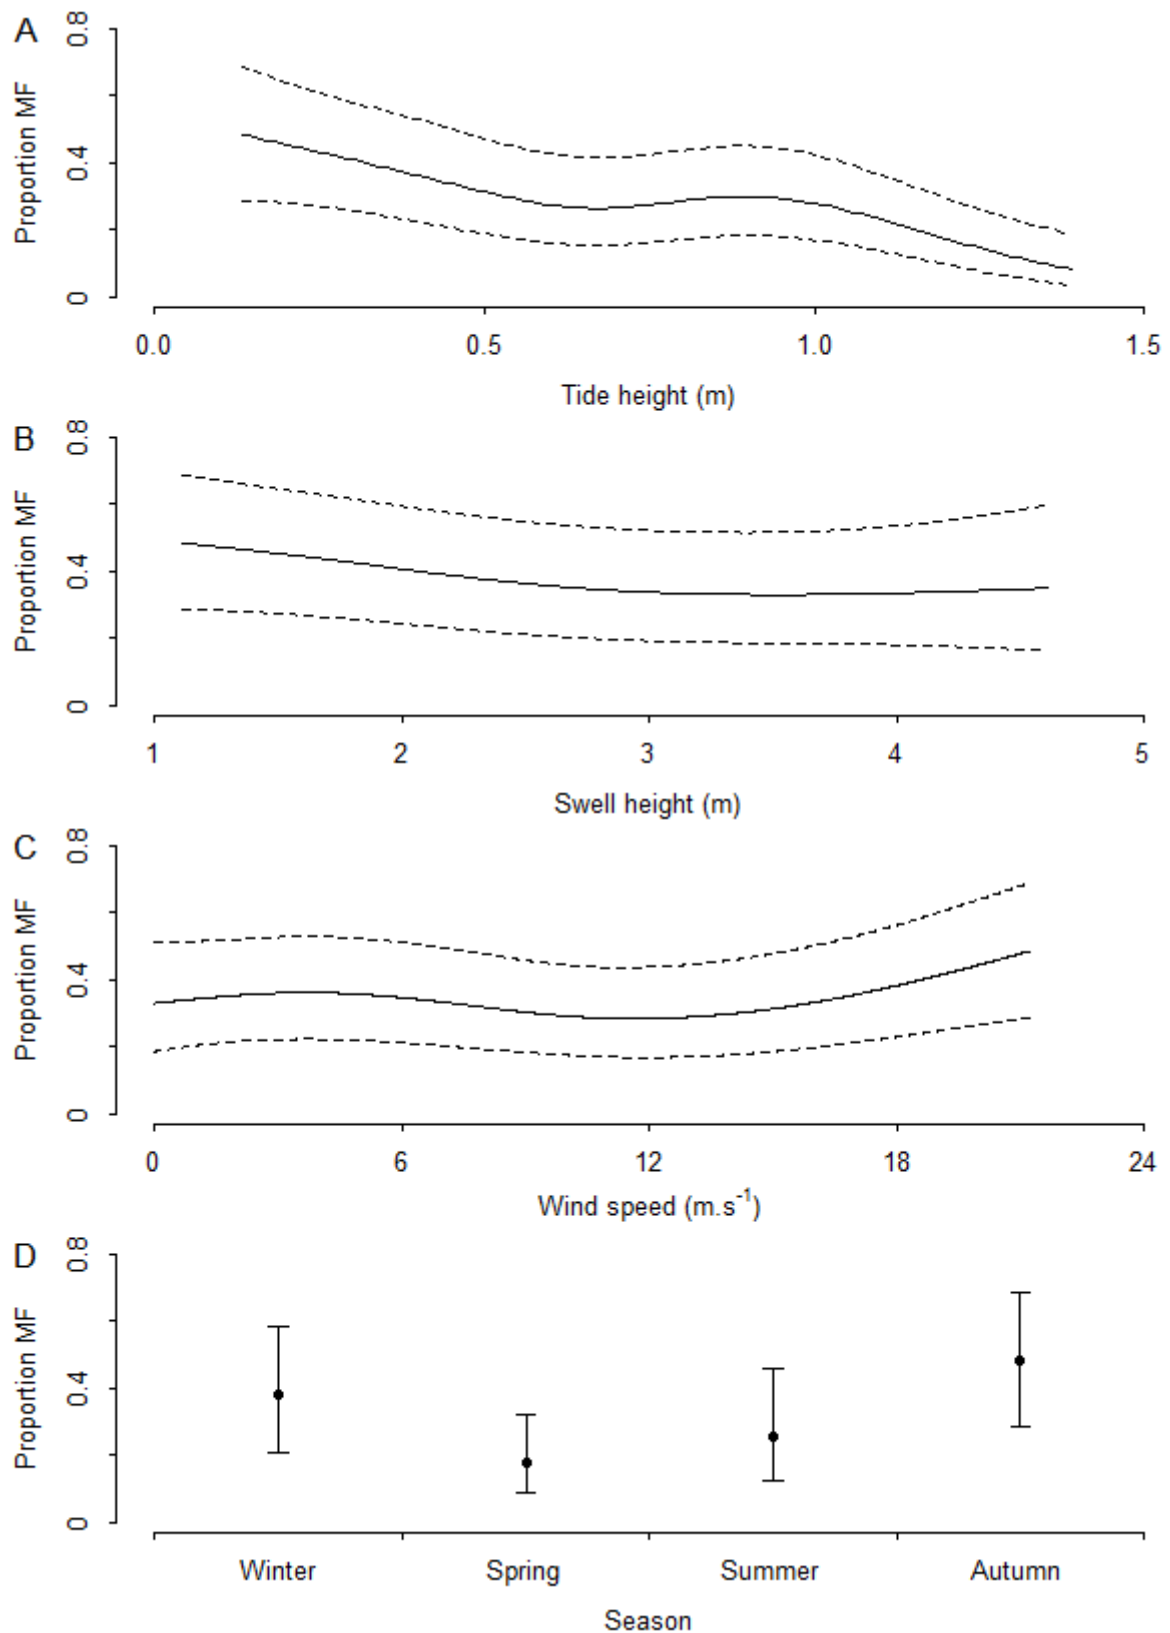 A
0.8
0.4
0
Proportion MF
0.0 0.5 1.0 1.5
Tide height (m)
B
0.8
0.4
0
Proportion MF
1 2 3 4 5
Swell height (m)
C
0.8
0.4
0
Proportion MF
0 6 12 18 24
Wind speed (m.s⁻¹)
D
0.8
0.4
0
Proportion MF
Winter Spring Summer Autumn
Season